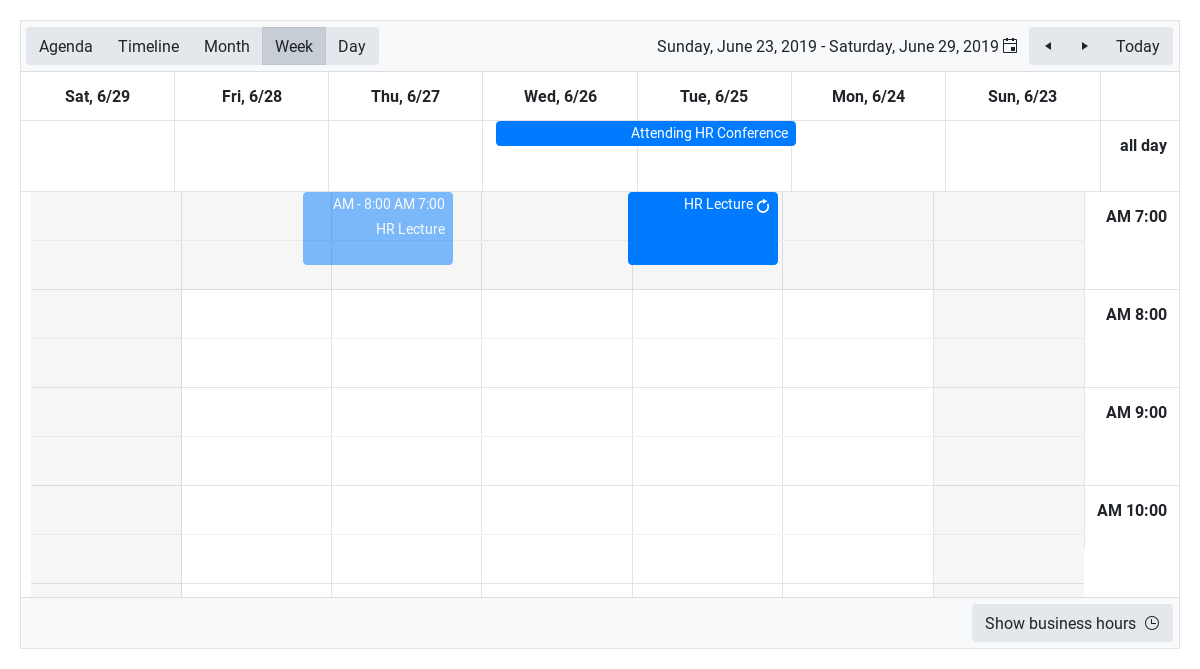 Agenda Timeline Month Week Day Sunday, June 23, 2019 - Saturday, June 29, 2019 Today
Sat, 6/29 Fri, 6/28 Thu, 6/27 Wed, 6/26 Tue, 6/25 Mon, 6/24 Sun, 6/23
Attending HR Conference
all day
AM - 8:00 AM 7:00
HR Lecture
HR Lecture
AM 7:00
AM 8:00
AM 9:00
AM 10:00
Show business hours